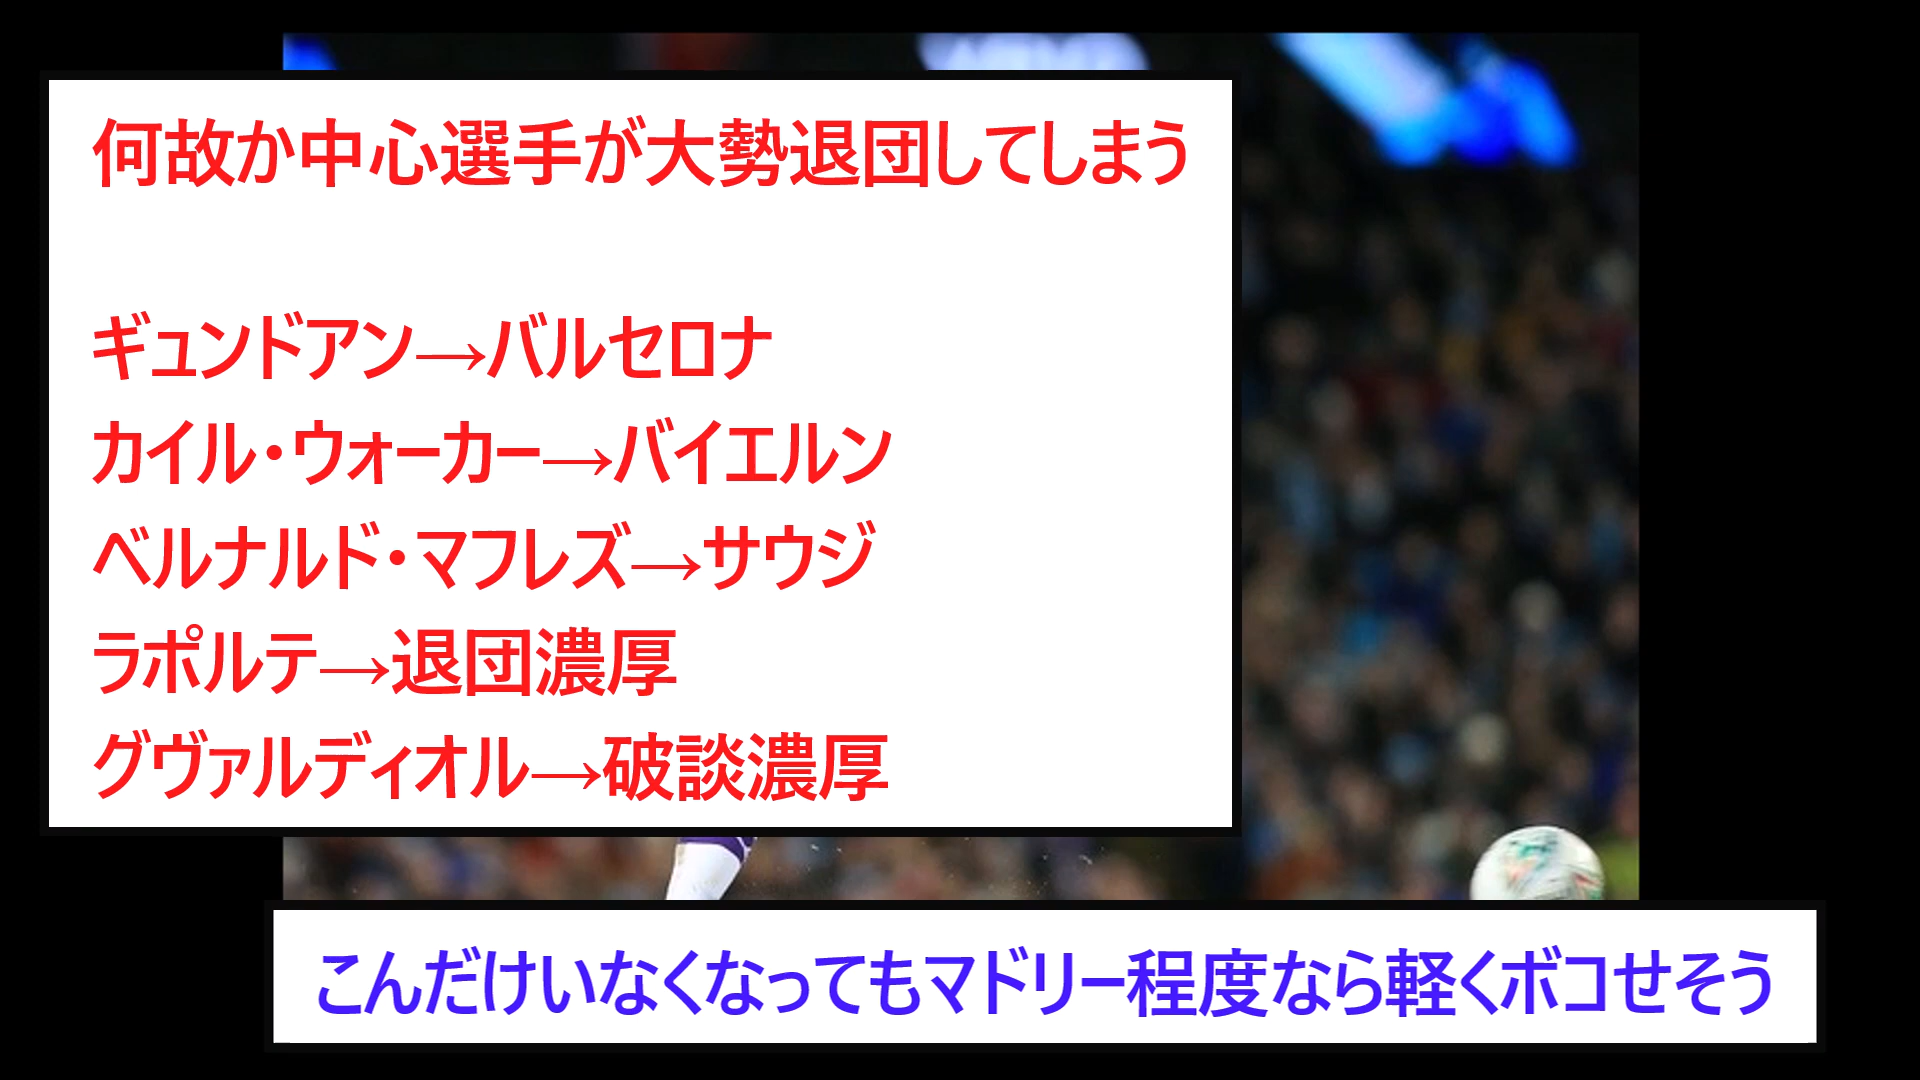 何故か中心選手が大勢退団してしまう
ギュンドアン→バルセロナ
カイル・ウォーカー→バイエルン
ベルナルド・マフレズ→サウジ
ラポルテ→退団濃厚
グヴァルディオル→破談濃厚
こんだけいなくなってもマドリー程度なら軽くボコせそう